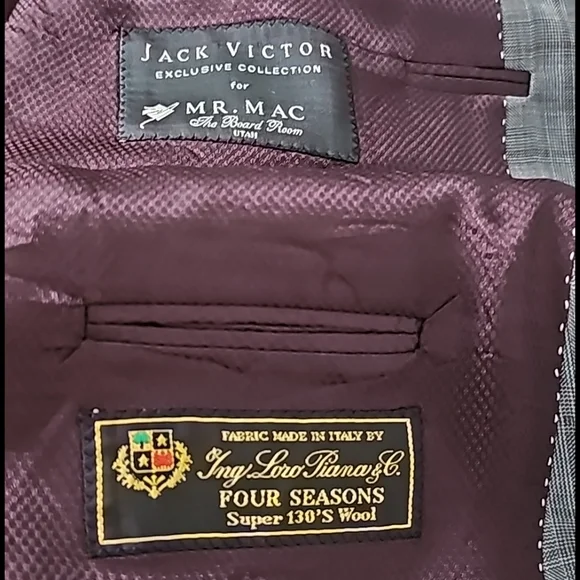 JACK VICTOR
EXCLUSIVE COLLECTION
for
MR. MAC
The Board Room
UTAH
FABRIC MADE IN ITALY BY
Ing. Loro Piana & C.
FOUR SEASONS
Super 130'S Wool